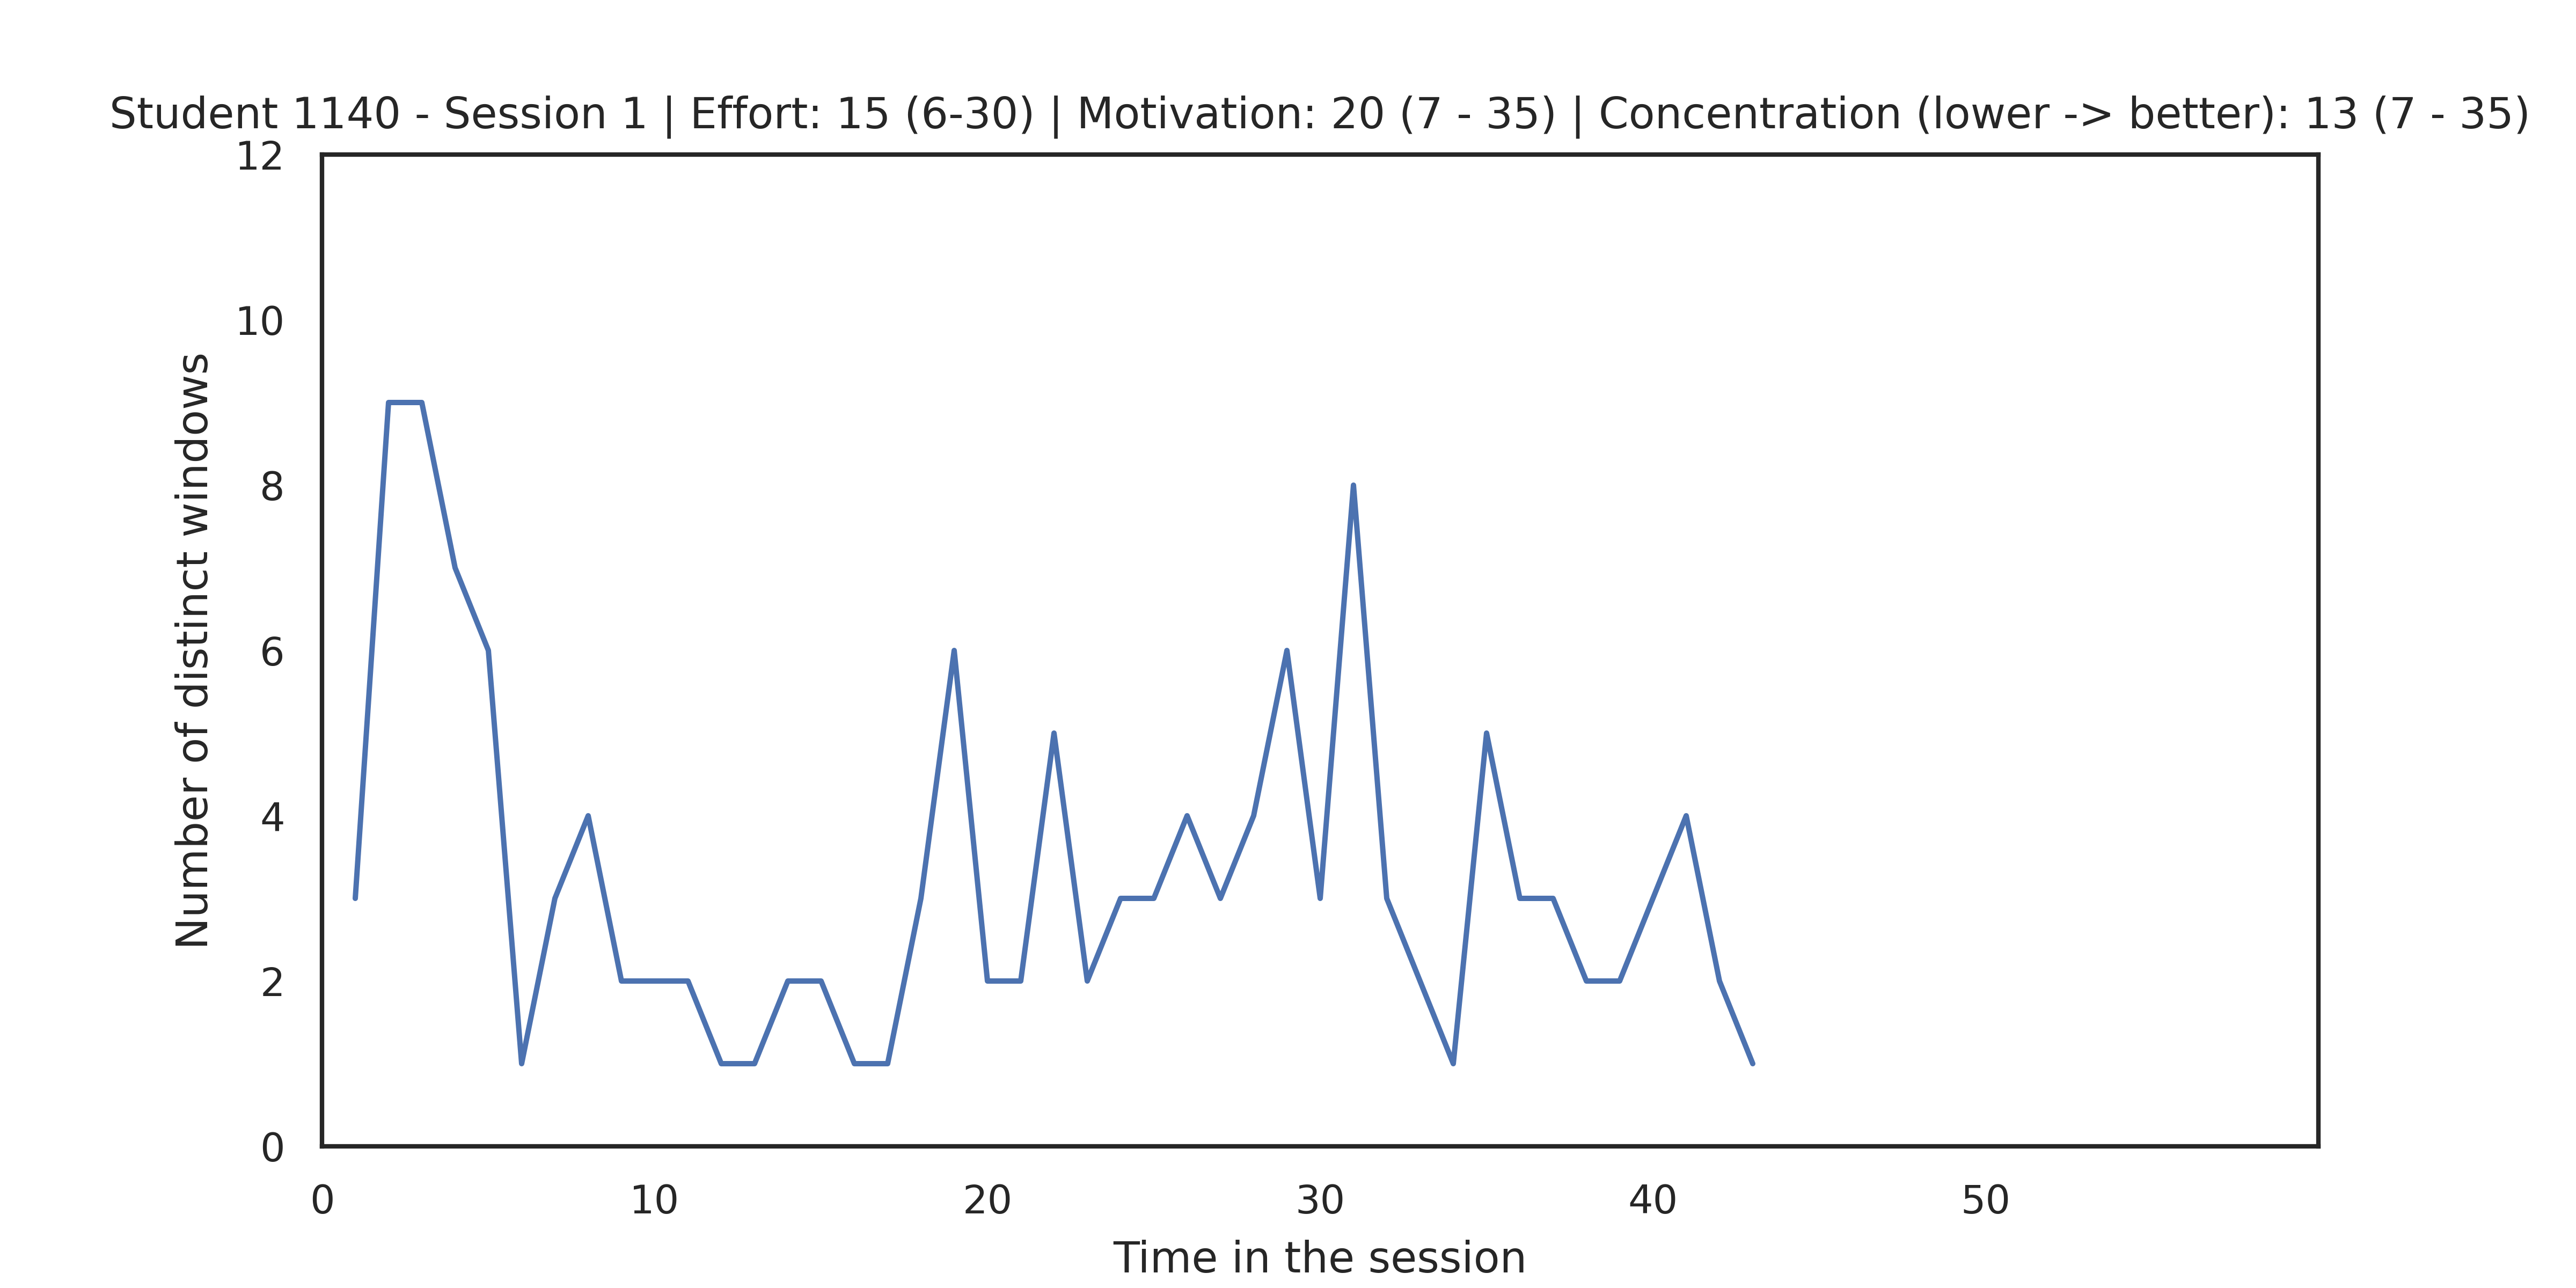 Student 1140 - Session 1 | Effort: 15 (6-30) | Motivation: 20 (7 - 35) | Concentration (lower -> better): 13 (7 - 35)
12
10
8
6
4
2
0
Number of distinct windows
0 10 20 30 40 50
Time in the session